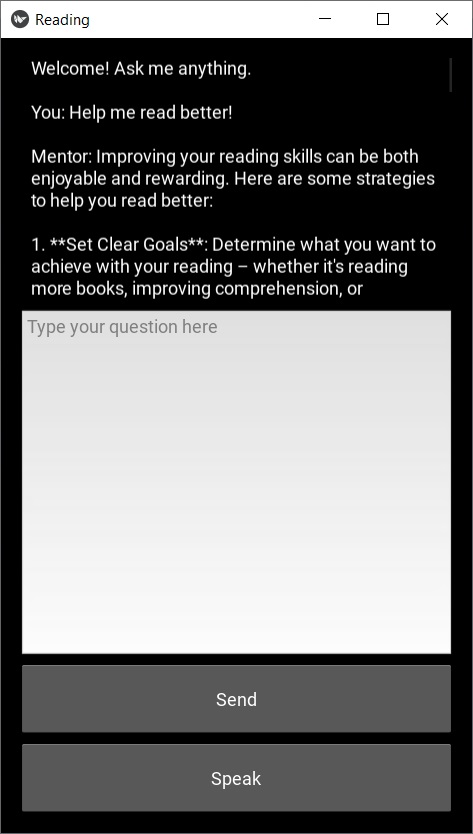 Reading
Welcome! Ask me anything.
You: Help me read better!
Mentor: Improving your reading skills can be both
enjoyable and rewarding. Here are some strategies
to help you read better:
1. **Set Clear Goals**: Determine what you want to
achieve with your reading – whether it's reading
more books, improving comprehension, or
Type your question here
Send
Speak